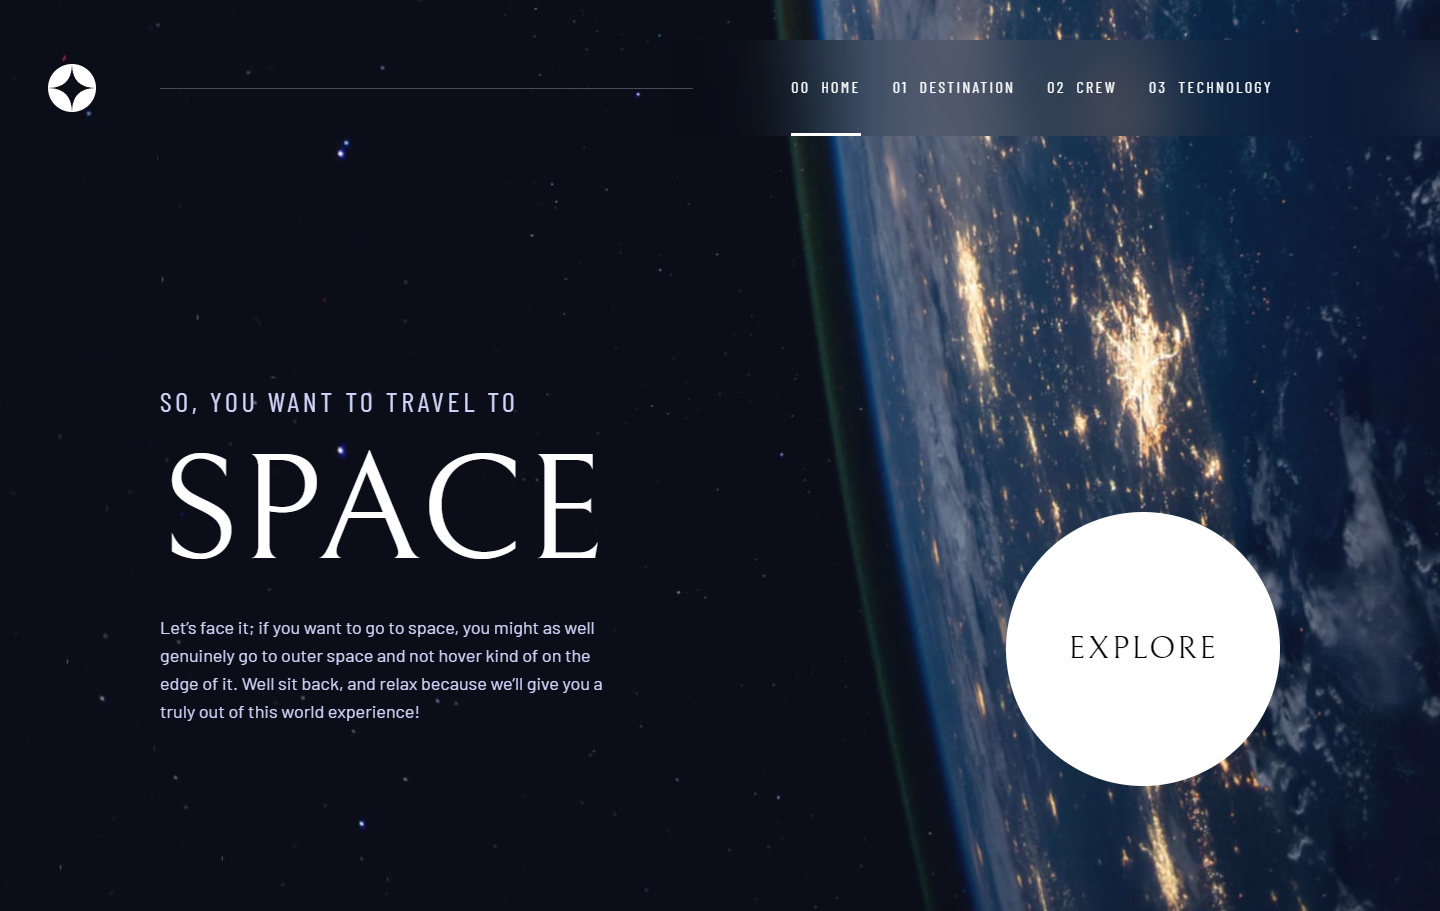 00 HOME 01 DESTINATION 02 CREW 03 TECHNOLOGY
SO, YOU WANT TO TRAVEL TO
SPACE
Let’s face it; if you want to go to space, you might as well
genuinely go to outer space and not hover kind of on the
edge of it. Well sit back, and relax because we’ll give you a
truly out of this world experience!
EXPLORE